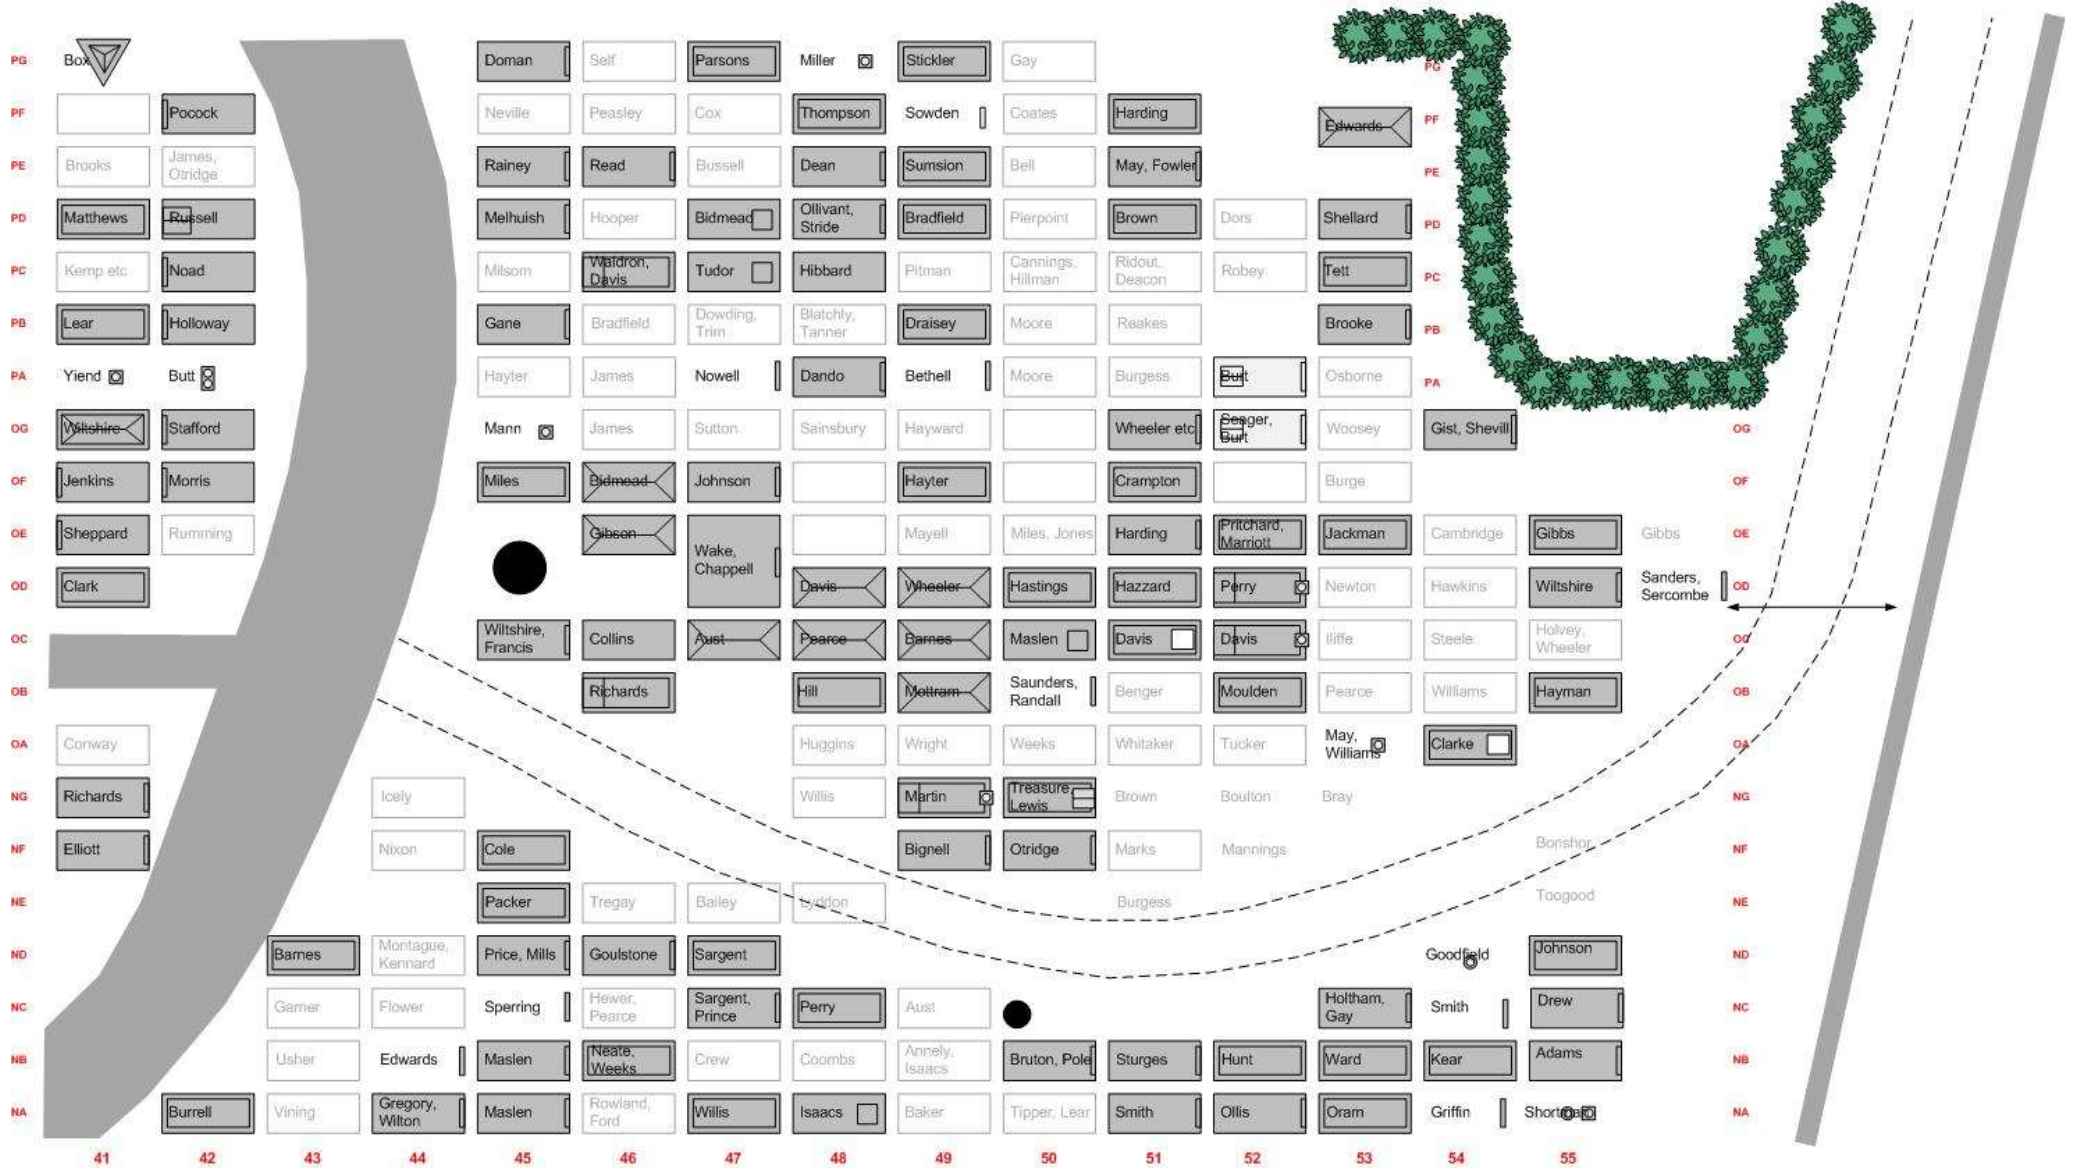 PG Box Doman Self Parsons Miller Stickler Gay PG
PF Pocock Neville Peasley Cox Thompson Sowden Coates Harding Edwards PF
PE Brooks James, Otridge Rainey Read Bussell Dean Sumsion Bell May, Fowler PE
PD Matthews Russell Melhuish Hooper Bidmead Ollivant, Stride Bradfield Pierpoint Brown Dors Shellard PD
PC Kemp etc Noad Milsom Waldron, Davis Tudor Hibbard Pitman Cannings, Hillman Ridout, Deacon Robey Tett PC
PB Lear Holloway Gane Bradfield Dowding, Trim Blatchly, Tanner Draisey Moore Reakes Brooke PB
PA Yiend Butt Hayter James Nowell Dando Bethell Moore Burgess Burt Osborne PA
OG Wiltshire Stafford Mann James Sutton Sainsbury Hayward Wheeler etc Seager, Burt Woosey Gist, Shevill OG
OF Jenkins Morris Miles Bidmead Johnson Hayter Crampton Burge OF
OE Sheppard Rumming Gibson Wake, Chappell Mayell Miles, Jones Harding Pritchard, Marriott Jackman Cambridge Gibbs Gibbs OE
OD Clark Davis Wheeler Hastings Hazzard Perry Newton Hawkins Wiltshire Sanders, Sercombe OD
OC Wiltshire, Francis Collins Aust Pearce Barnes Maslen Davis Davis Iliffe Steele Holvey, Wheeler OC
OB Richards Hill Mottram Saunders, Randall Benger Moulden Pearce Williams Hayman OB
OA Conway Huggins Wright Weeks Whitaker Tucker May, Williams Clarke OA
NG Richards Icely Willis Martin Treasure, Lewis Brown Boulton Bray NG
NF Elliott Nixon Cole Bignell Otridge Marks Mannings Bonshor NF
NE Packer Tregay Bailey Lyddon Burgess Toogood NE
ND Barnes Montague, Kennard Price, Mills Goulstone Sargent Goodfield Johnson ND
NC Garner Flower Sperring Hewer, Pearce Sargent, Prince Perry Aust Holtham, Gay Smith Drew NC
NB Usher Edwards Maslen Neate, Weeks Crew Coombs Annely, Isaacs Bruton, Pole Sturges Hunt Ward Kear Adams NB
NA Burrell Vining Gregory, Wilton Maslen Rowland, Ford Willis Isaacs Baker Tipper, Lear Smith Ollis Oram Griffin Shortman NA
41 42 43 44 45 46 47 48 49 50 51 52 53 54 55